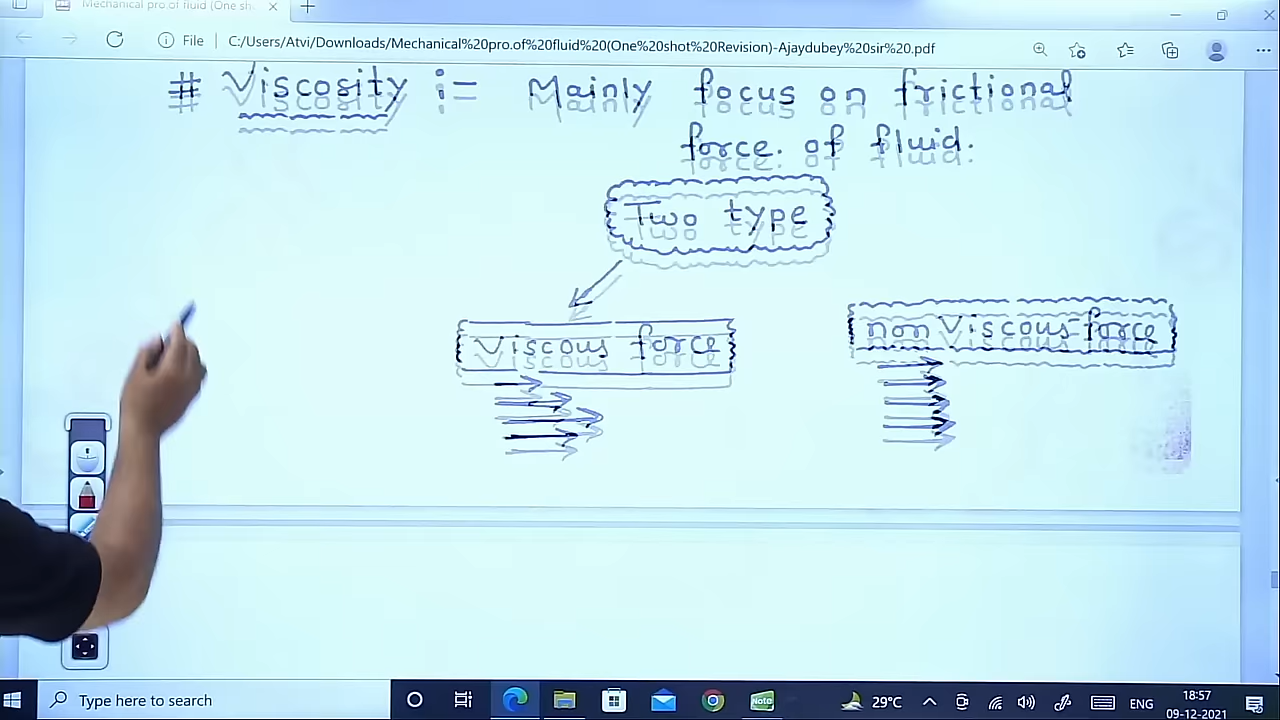 Mechanical pro.of fluid (One sh
File
C:/Users/Atvi/Downloads/Mechanical%20pro.of%20fluid%20(One%20shot%20Revision)-Ajaydubey%20sir%20.pdf
# Viscosity := Mainly focus on frictional
force. of fluid.
Two type
Viscous force
non Viscous force
Type here to search
Note
29°C
ENG
18:57
09-12-2021